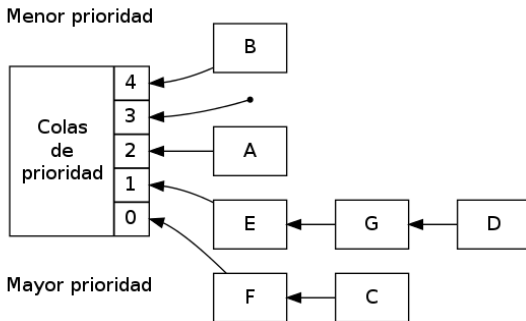 Menor prioridad
B
4
3
Colas
de
prioridad
2
A
1
0
E
G
D
Mayor prioridad
F
C